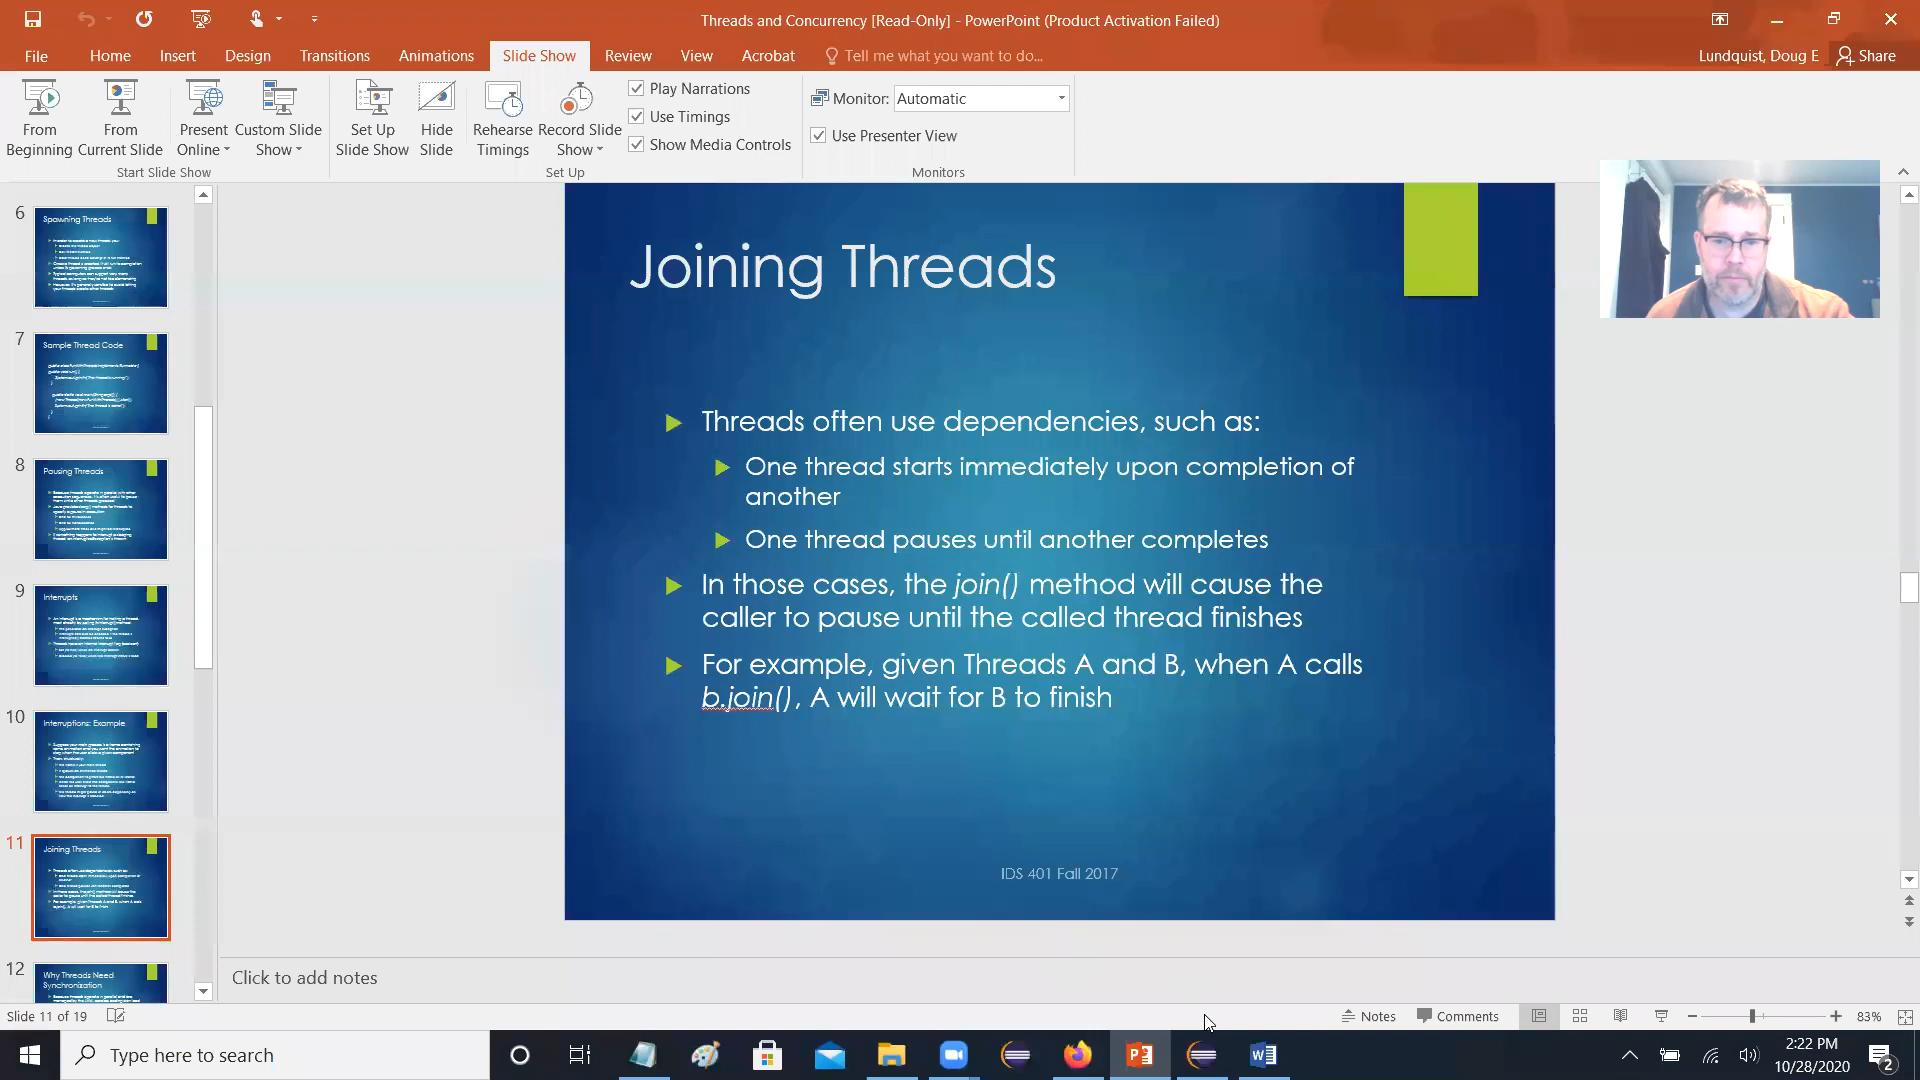 Threads and Concurrency [Read-Only] - PowerPoint (Product Activation Failed)
File Home Insert Design Transitions Animations Slide Show Review View Acrobat Tell me what you want to do... Lundquist, Doug E Share
From Beginning
From Current Slide
Present Online
Custom Slide Show
Set Up Slide Show
Hide Slide
Rehearse Timings
Record Slide Show
Play Narrations
Use Timings
Show Media Controls
Monitor: Automatic
Use Presenter View
Start Slide Show
Set Up
Monitors
6
Spawning Threads
7
Sample Thread Code
8
Pausing Threads
9
Interrupts
10
Interruptions: Example
11
Joining Threads
12
Why Threads Need
Synchronization
Joining Threads
Threads often use dependencies, such as:
One thread starts immediately upon completion of
another
One thread pauses until another completes
In those cases, the join() method will cause the
caller to pause until the called thread finishes
For example, given Threads A and B, when A calls
b.join(), A will wait for B to finish
IDS 401 Fall 2017
Click to add notes
Slide 11 of 19
Notes
Comments
83%
Type here to search
2:22 PM
10/28/2020
2